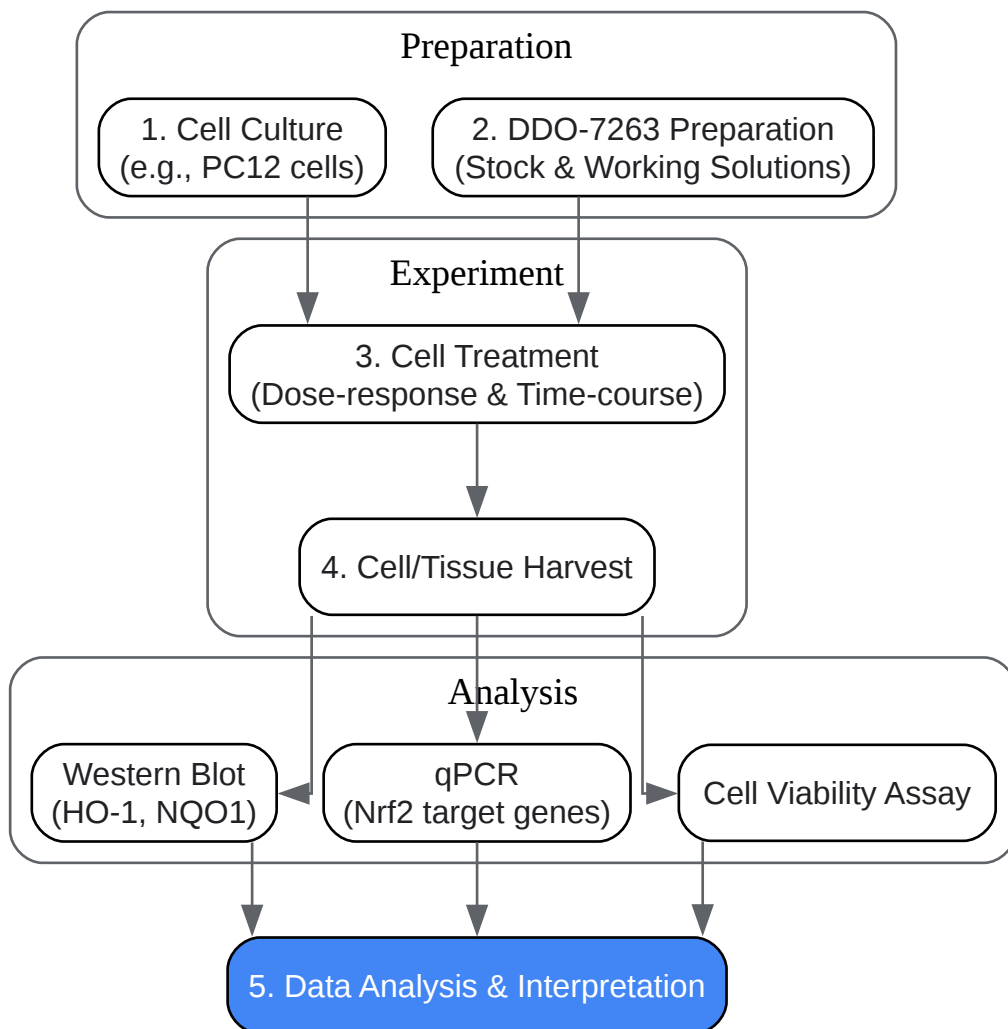 Preparation
1. Cell Culture
(e.g., PC12 cells)
2. DDO-7263 Preparation
(Stock & Working Solutions)
Experiment
3. Cell Treatment
(Dose-response & Time-course)
4. Cell/Tissue Harvest
Analysis
Western Blot
(HO-1, NQO1)
qPCR
(Nrf2 target genes)
Cell Viability Assay
5. Data Analysis & Interpretation